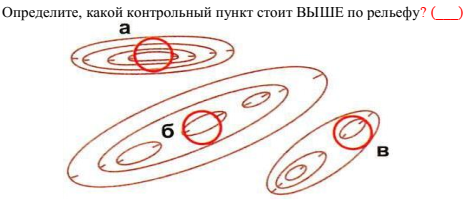 Определите, какой контрольный пункт стоит ВЫШЕ по рельефу? (___)
а
б
в